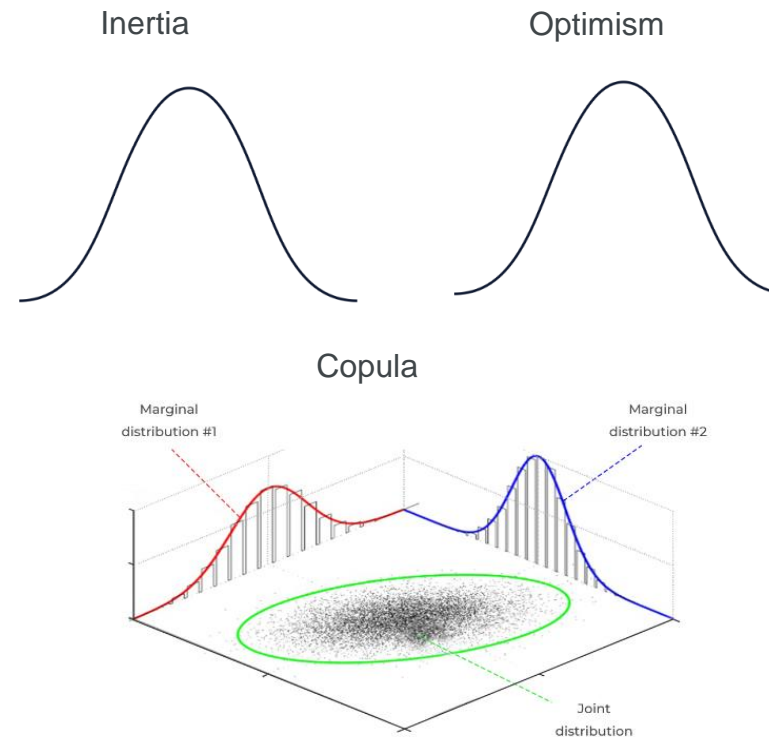 Inertia
Optimism
Copula
Marginal
distribution #1
Marginal
distribution #2
Joint
distribution